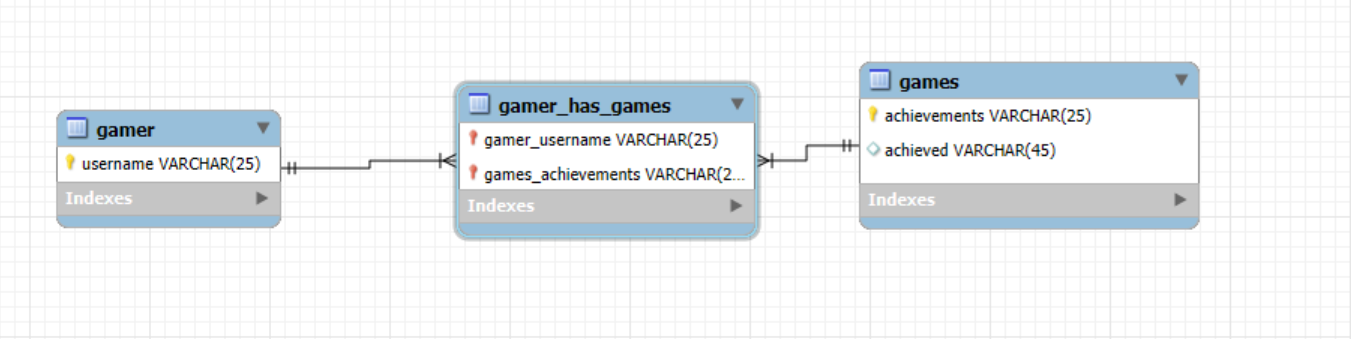 gamer
username VARCHAR(25)
Indexes
gamer_has_games
gamer_username VARCHAR(25)
games_achievements VARCHAR(2...
Indexes
games
achievements VARCHAR(25)
achieved VARCHAR(45)
Indexes